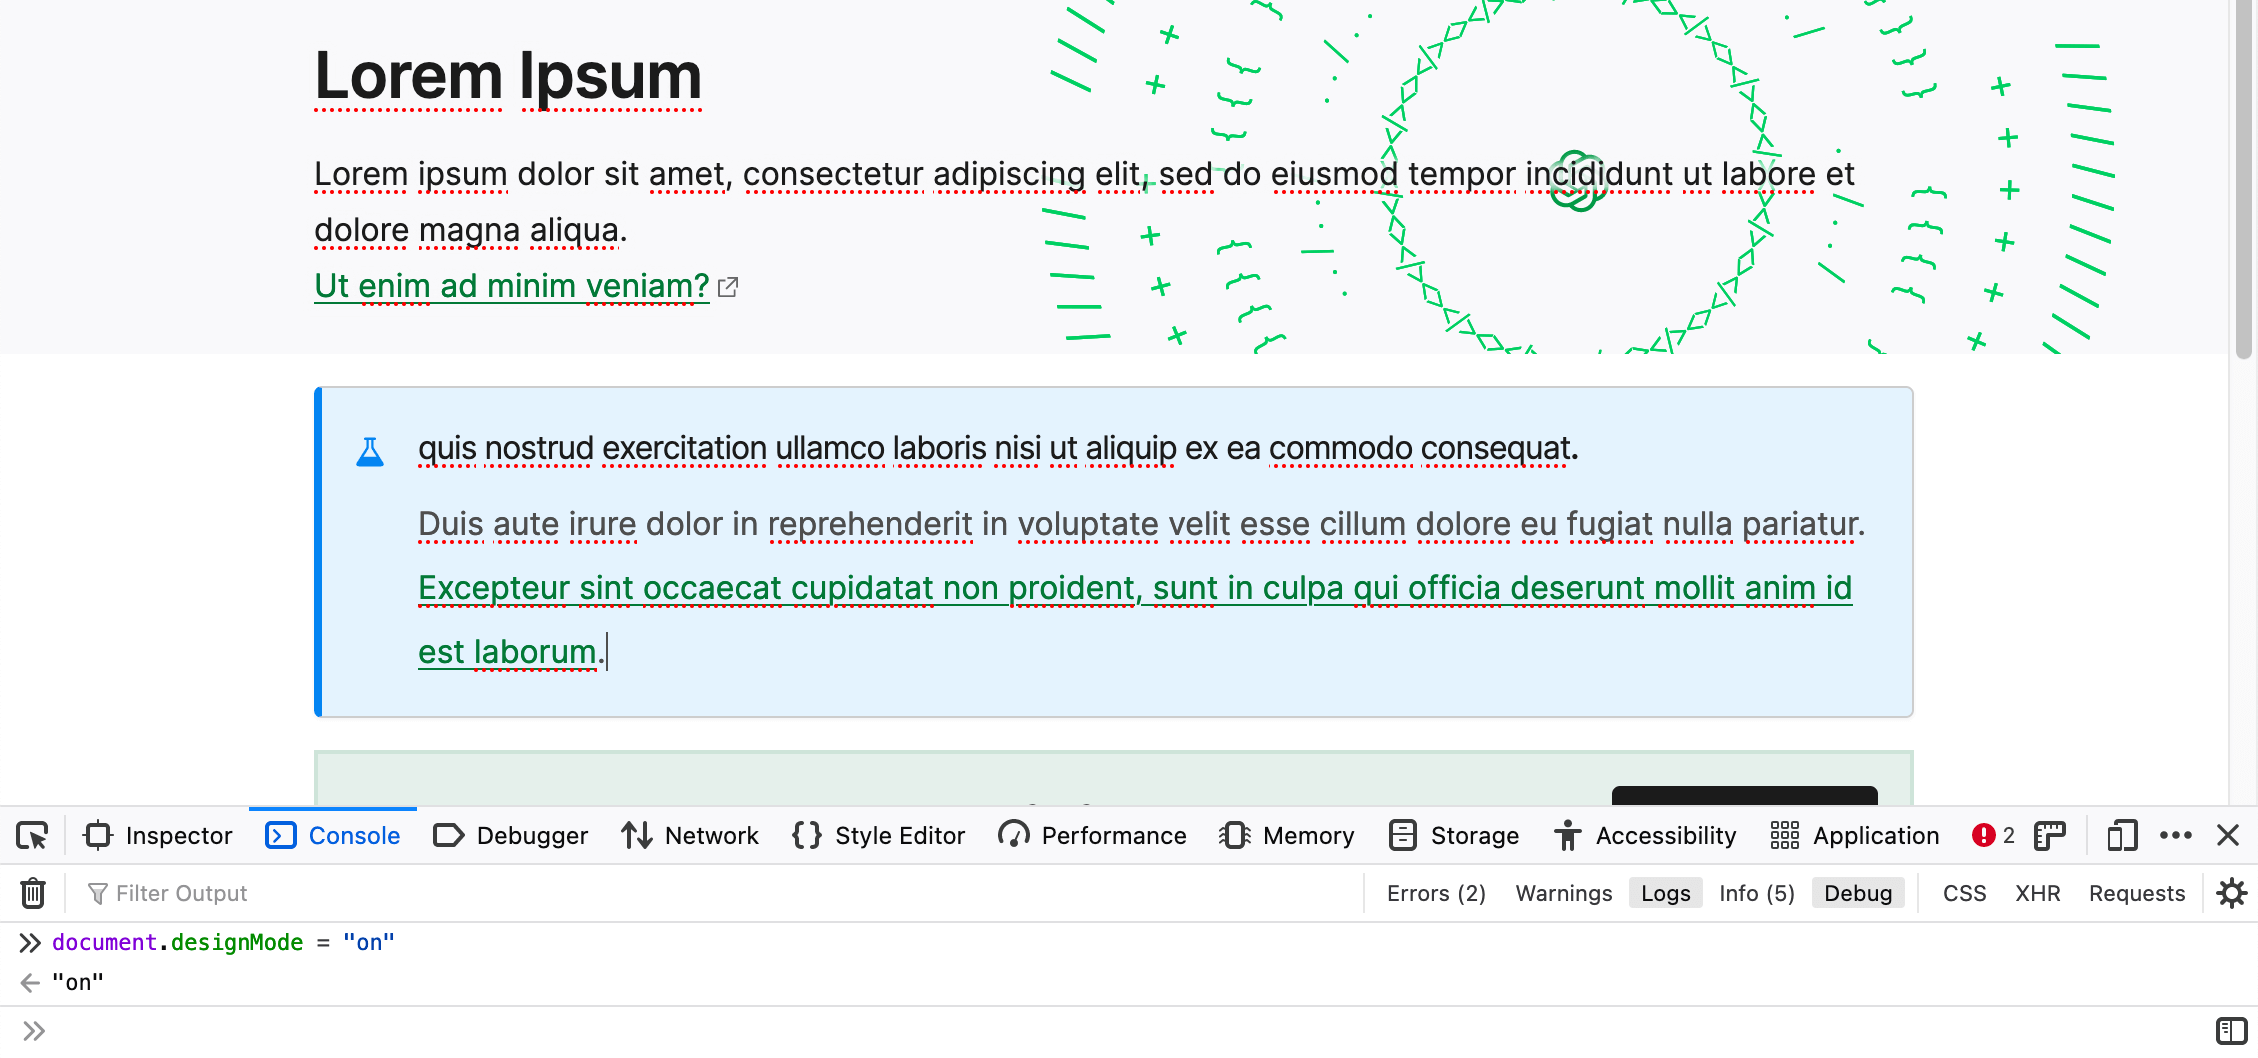 Lorem Ipsum
Lorem ipsum dolor sit amet, consectetur adipiscing elit, sed do eiusmod tempor incididunt ut labore et
dolore magna aliqua.
Ut enim ad minim veniam?
quis nostrud exercitation ullamco laboris nisi ut aliquip ex ea commodo consequat.
Duis aute irure dolor in reprehenderit in voluptate velit esse cillum dolore eu fugiat nulla pariatur.
Excepteur sint occaecat cupidatat non proident, sunt in culpa qui officia deserunt mollit anim id
est laborum.
Inspector Console Debugger Network Style Editor Performance Memory Storage Accessibility Application 2
Filter Output Errors (2) Warnings Logs Info (5) Debug CSS XHR Requests
document.designMode = "on"
"on"